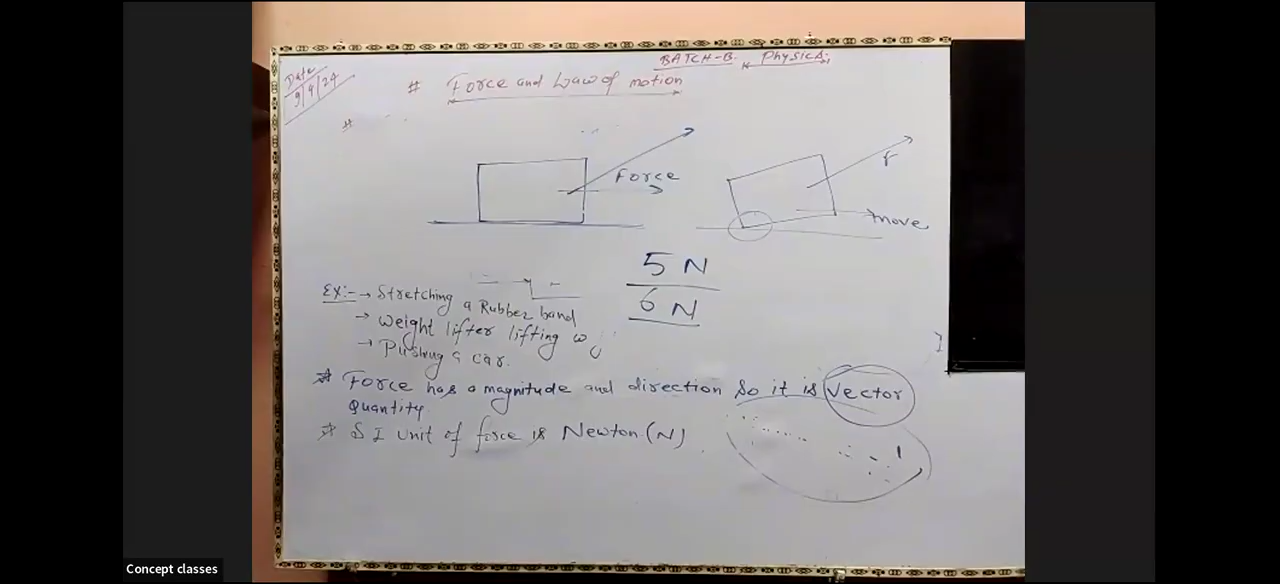 BATCH-B. Physics.
Date
9/4/24
# Force and Law of motion
#
Force
F
move
5 N
6 N
Ex:- → Stretching a Rubber band
→ Weight lifter lifting
→ Pushing a car.
* Force has a magnitude and direction So it is Vector
Quantity.
* S I unit of force is Newton (N)
Concept classes